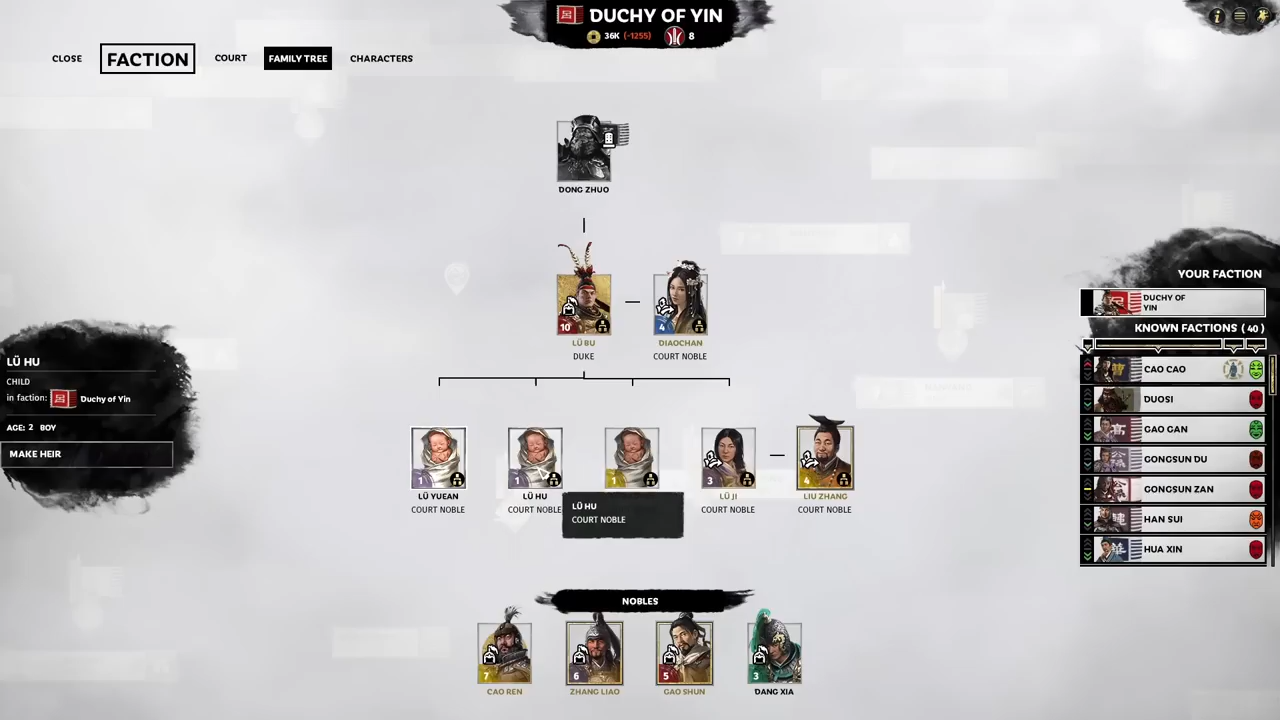 DUCHY OF YIN
36K (-1255) 8
CLOSE FACTION COURT FAMILY TREE CHARACTERS
DONG ZHUO
10
LÜ BU
DUKE
4
DIAOCHAN
COURT NOBLE
1
LÜ YUEAN
COURT NOBLE
1
LÜ HU
COURT NOBLE
1
3
LÜ JI
COURT NOBLE
4
LIU ZHANG
COURT NOBLE
LÜ HU
COURT NOBLE
NOBLES
7
CAO REN
6
ZHANG LIAO
5
GAO SHUN
3
DANG XIA
LÜ HU
CHILD
in faction: Duchy of Yin
AGE: 2 BOY
MAKE HEIR
YOUR FACTION
DUCHY OF
YIN
KNOWN FACTIONS ( 40 )
CAO CAO
DUOSI
GAO GAN
GONGSUN DU
GONGSUN ZAN
HAN SUI
HUA XIN